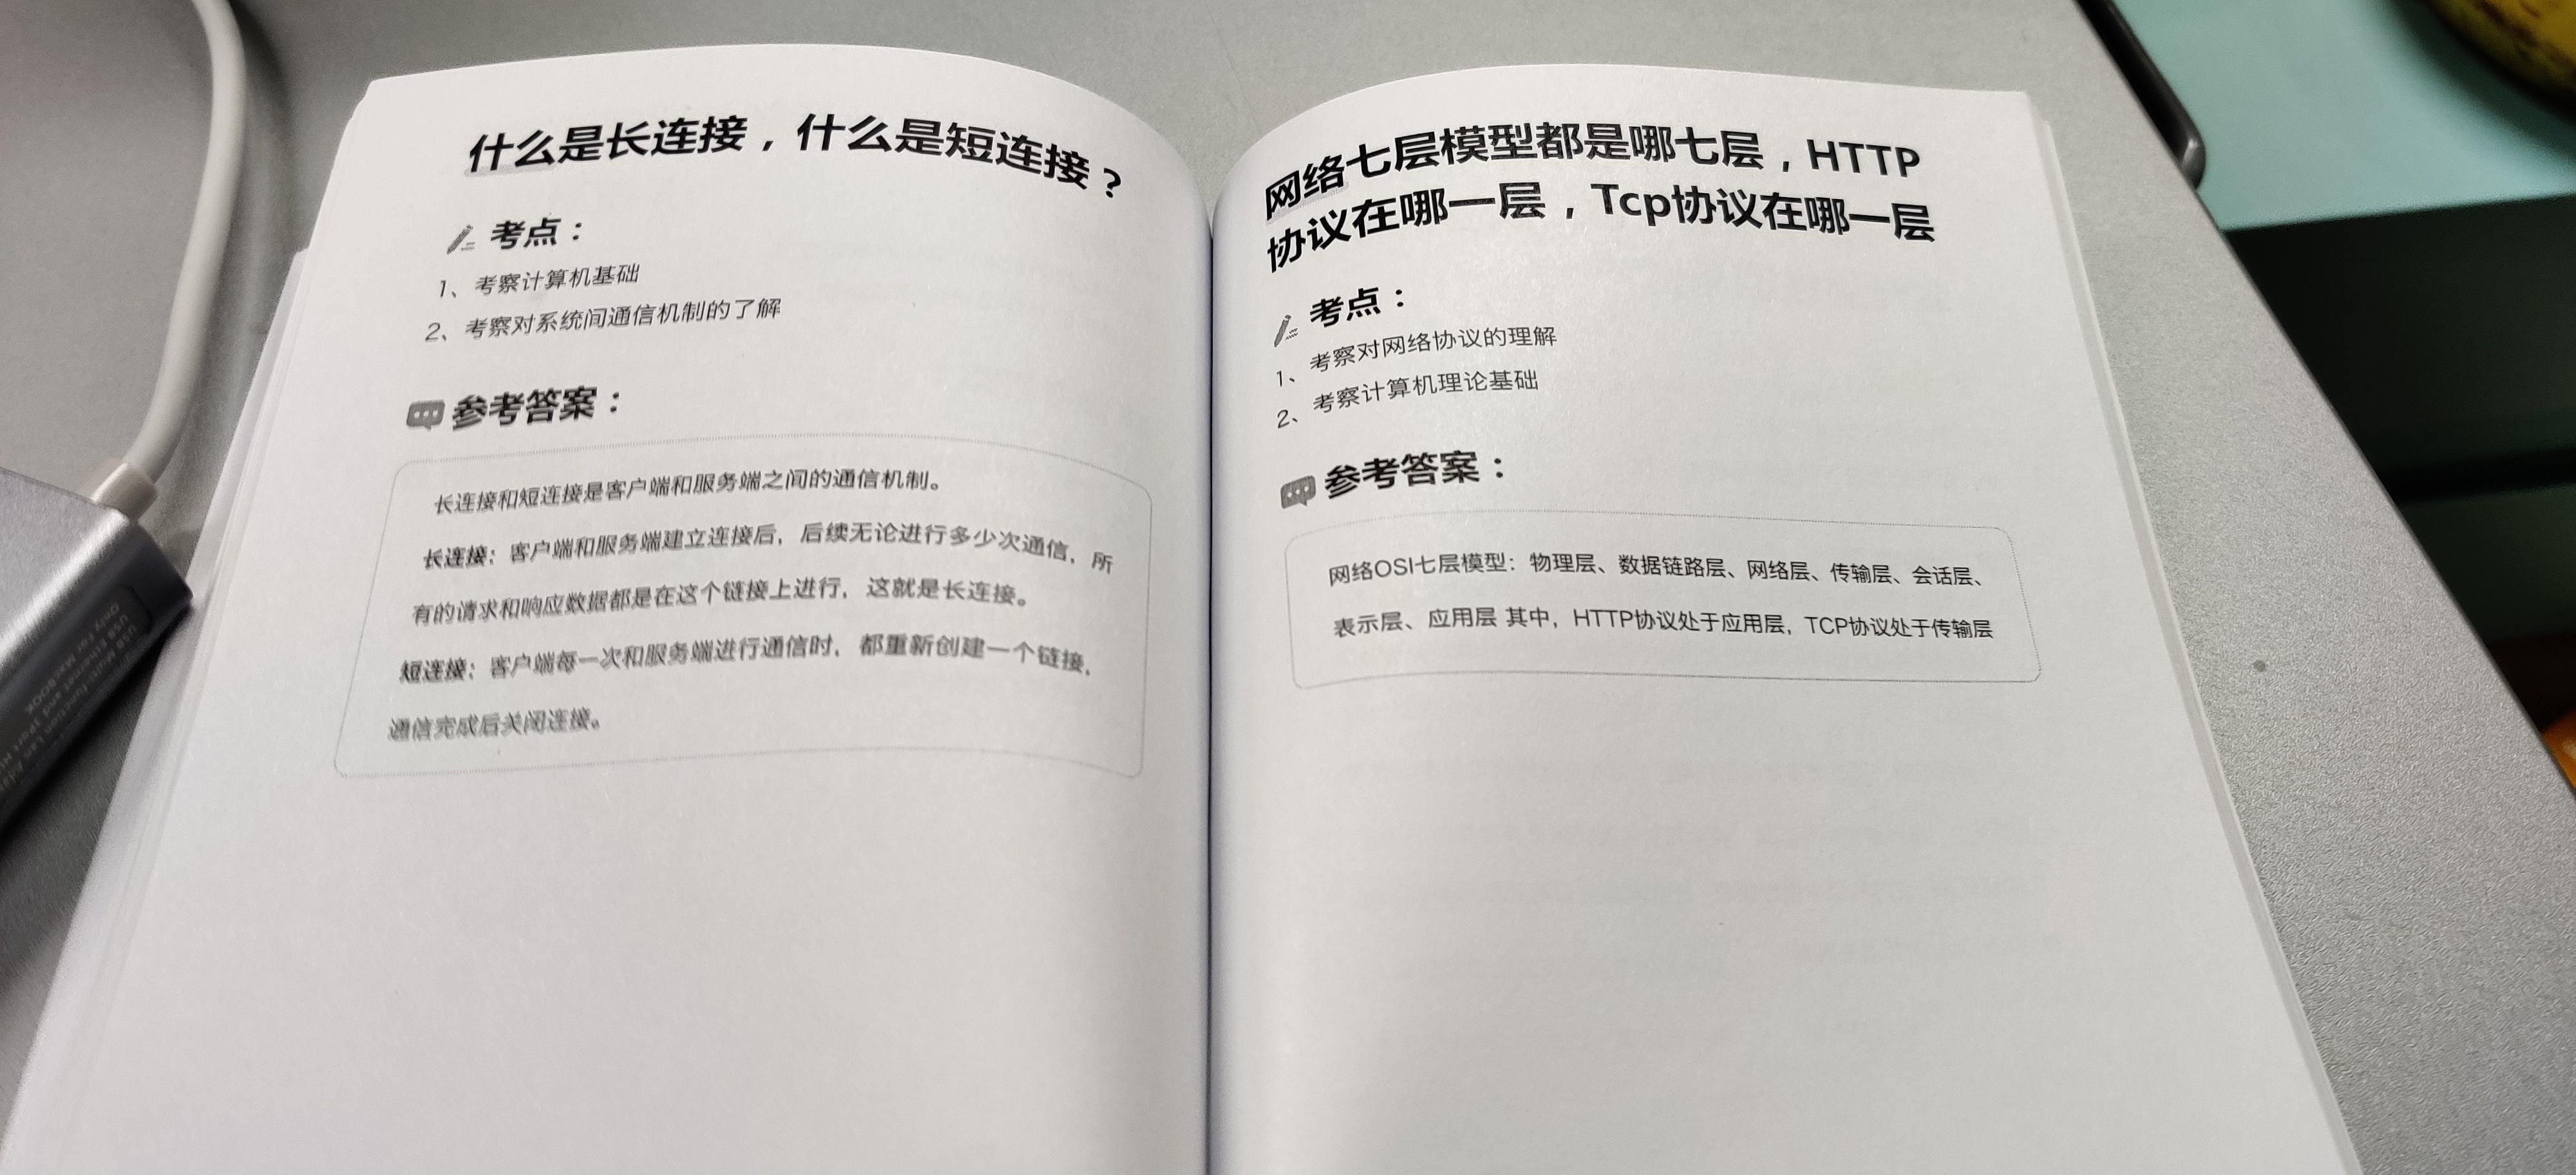 什么是长连接，什么是短连接？
考点：
1、考察计算机基础
2、考察对系统间通信机制的了解
参考答案：
长连接和短连接是客户端和服务端之间的通信机制。
长连接：客户端和服务端建立连接后，后续无论进行多少次通信，所
有的请求和响应数据都是在这个链接上进行，这就是长连接。
短连接：客户端每一次和服务端进行通信时，都重新创建一个链接，
通信完成后关闭连接。
网络七层模型都是哪七层，HTTP
协议在哪一层，Tcp协议在哪一层
考点：
1、考察对网络协议的理解
2、考察计算机理论基础
参考答案：
网络OSI七层模型：物理层、数据链路层、网络层、传输层、会话层、
表示层、应用层 其中，HTTP协议处于应用层，TCP协议处于传输层